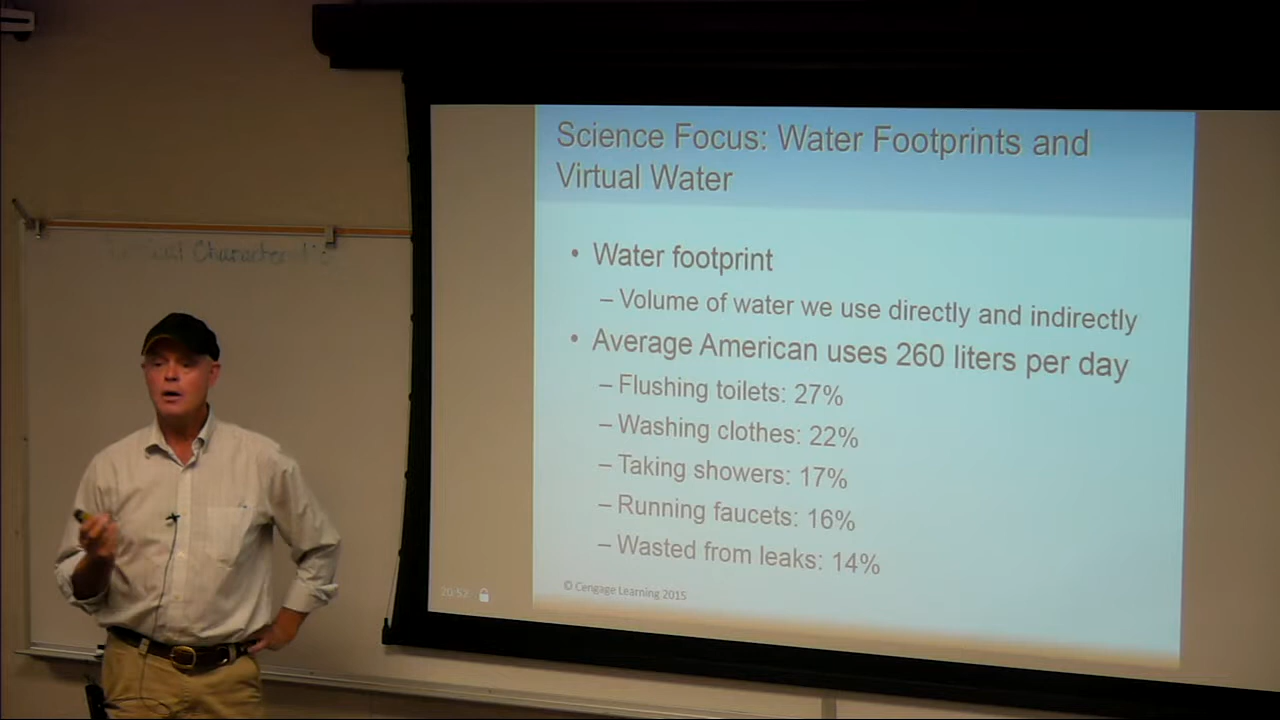 Science Focus: Water Footprints and
Virtual Water
• Water footprint
– Volume of water we use directly and indirectly
• Average American uses 260 liters per day
– Flushing toilets: 27%
– Washing clothes: 22%
– Taking showers: 17%
– Running faucets: 16%
– Wasted from leaks: 14%
© Cengage Learning 2015
20:52